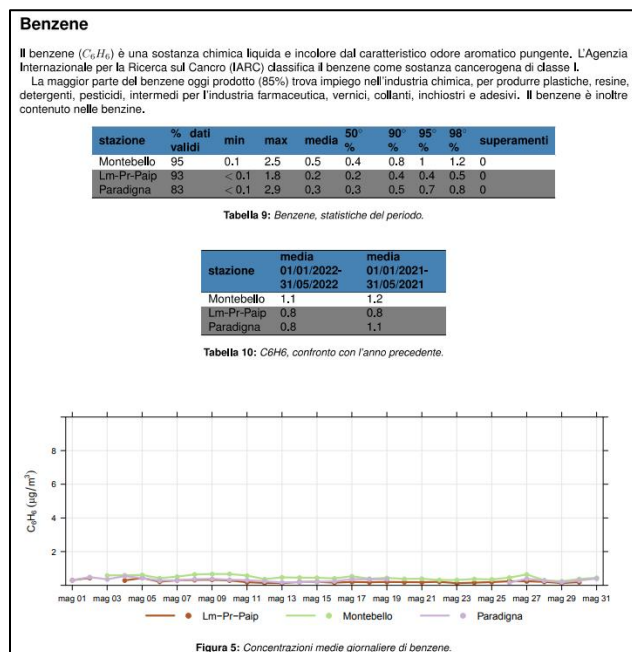 Benzene
Il benzene (C6H6) è una sostanza chimica liquida e incolore dal caratteristico odore aromatico pungente. L'Agenzia
Internazionale per la Ricerca sul Cancro (IARC) classifica il benzene come sostanza cancerogena di classe I.
La maggior parte del benzene oggi prodotto (85%) trova impiego nell'industria chimica, per produrre plastiche, resine,
detergenti, pesticidi, intermedi per l'industria farmaceutica, vernici, collanti, inchiostri e adesivi. Il benzene è inoltre
contenuto nelle benzine.
stazione % dati validi min max media 50° % 90° % 95° % 98° % superamenti
Montebello 95 0.1 2.5 0.5 0.4 0.8 1 1.2 0
Lm-Pr-Paip 93 < 0.1 1.8 0.2 0.2 0.4 0.4 0.5 0
Paradigna 83 < 0.1 2.9 0.3 0.3 0.5 0.7 0.8 0
Tabella 9: Benzene, statistiche del periodo.
stazione media 01/01/2022-31/05/2022 media 01/01/2021-31/05/2021
Montebello 1.1 1.2
Lm-Pr-Paip 0.8 0.8
Paradigna 0.8 1.1
Tabella 10: C6H6, confronto con l'anno precedente.
C6H6 (µg/m³)
8
6
4
2
mag 01 mag 03 mag 05 mag 07 mag 09 mag 11 mag 13 mag 15 mag 17 mag 19 mag 21 mag 23 mag 25 mag 27 mag 29 mag 31
Lm-Pr-Paip Montebello Paradigna
Figura 5: Concentrazioni medie giornaliere di benzene.